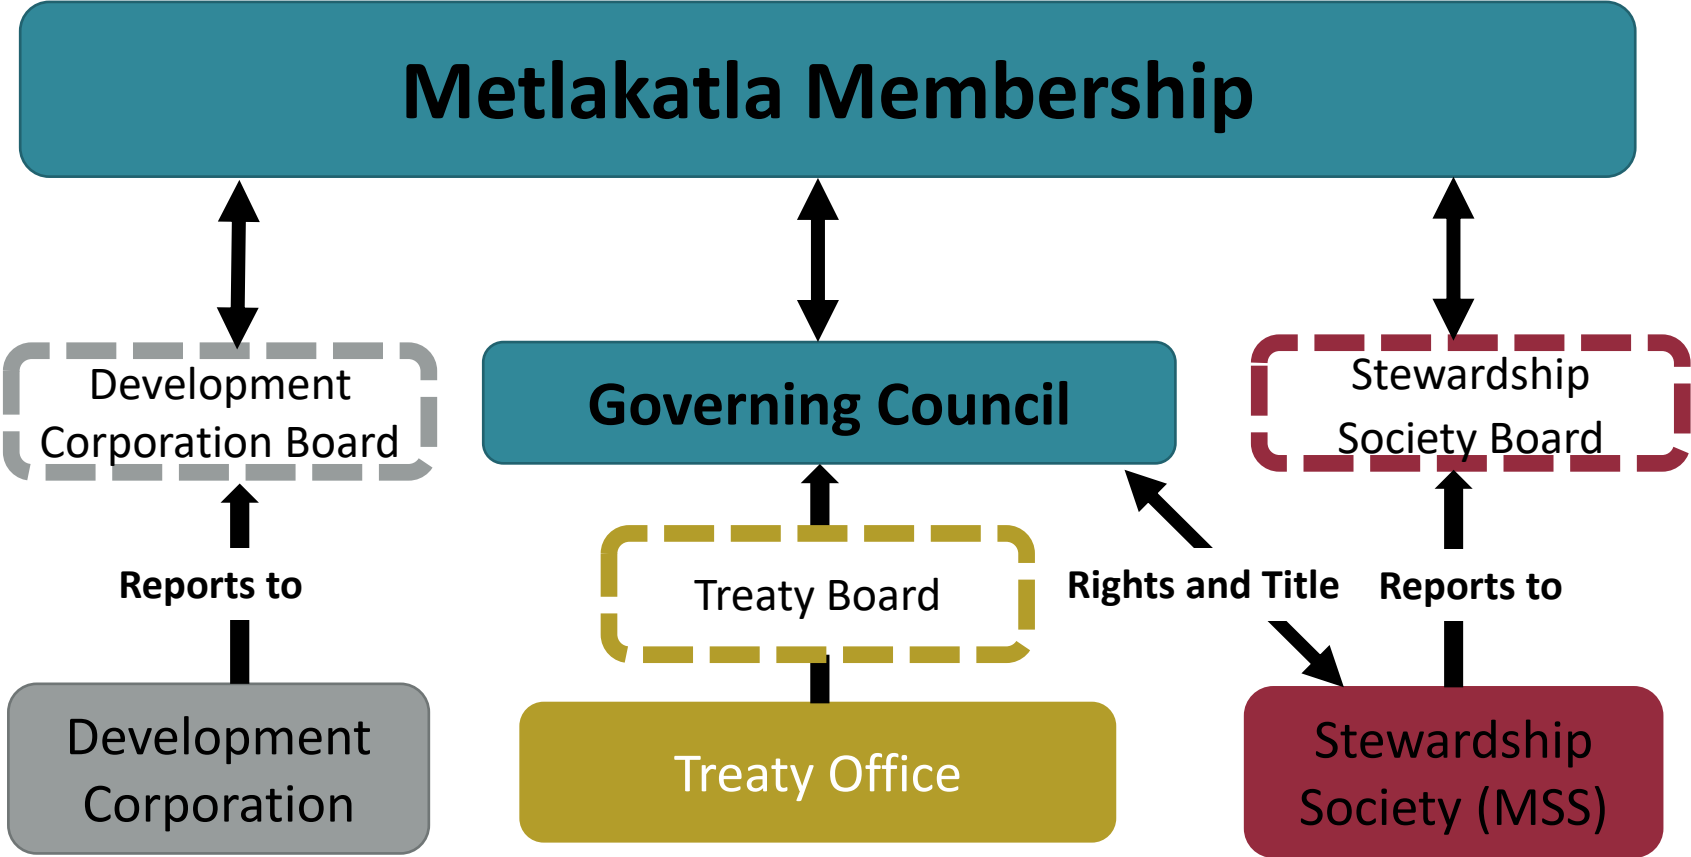 Metlakatla Membership
Development
Corporation Board
Governing Council
Stewardship
Society Board
Reports to
Treaty Board
Rights and Title
Reports to
Development
Corporation
Treaty Office
Stewardship
Society (MSS)